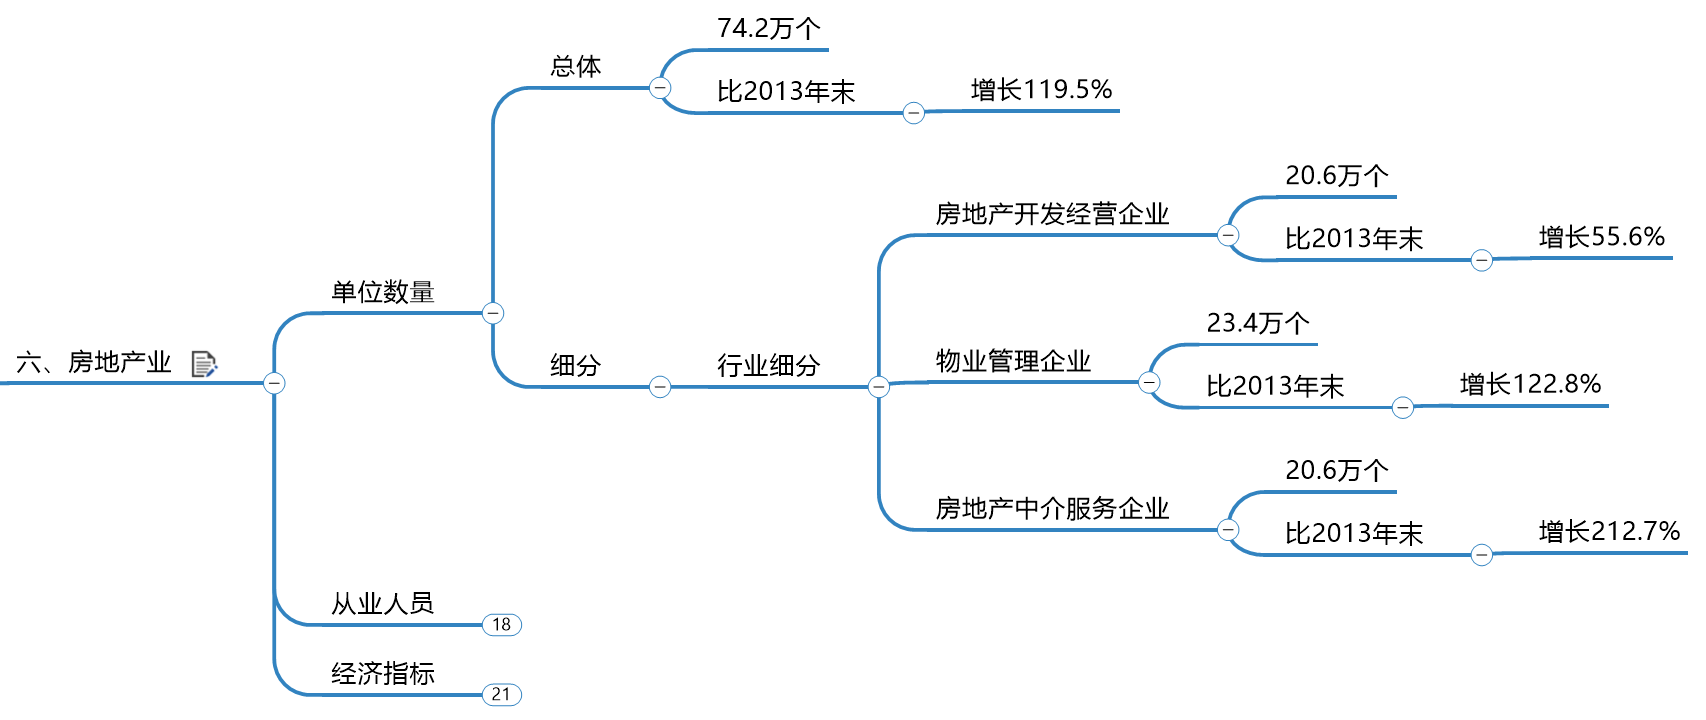 六、房地产业
单位数量
总体
74.2万个
比2013年末
增长119.5%
细分
行业细分
房地产开发经营企业
20.6万个
比2013年末
增长55.6%
物业管理企业
23.4万个
比2013年末
增长122.8%
房地产中介服务企业
20.6万个
比2013年末
增长212.7%
从业人员
18
经济指标
21